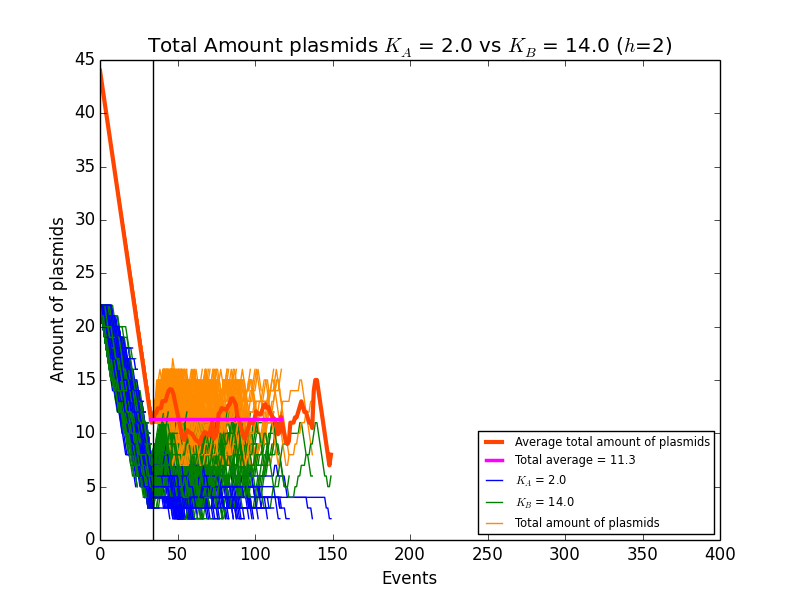 Total Amount plasmids K_A = 2.0 vs K_B = 14.0 (h=2)
Amount of plasmids
45
40
35
30
25
20
15
10
5
0
0 50 100 150 200 250 300 350 400
Events
Average total amount of plasmids
Total average = 11.3
K_A = 2.0
K_B = 14.0
Total amount of plasmids